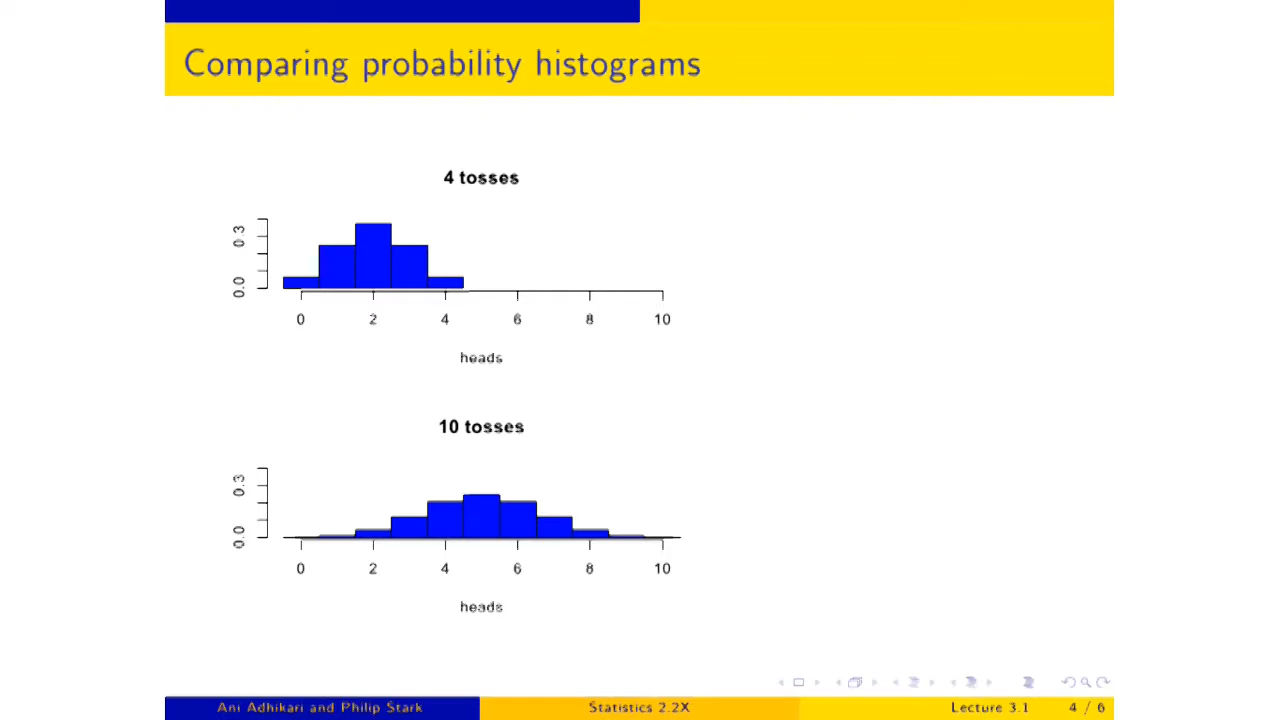 Comparing probability histograms
4 tosses
0.3
0.0
0 2 4 6 8 10
heads
10 tosses
0.3
0.0
0 2 4 6 8 10
heads
Ani Adhikari and Philip Stark Statistics 2.2X Lecture 3.1 4 / 6